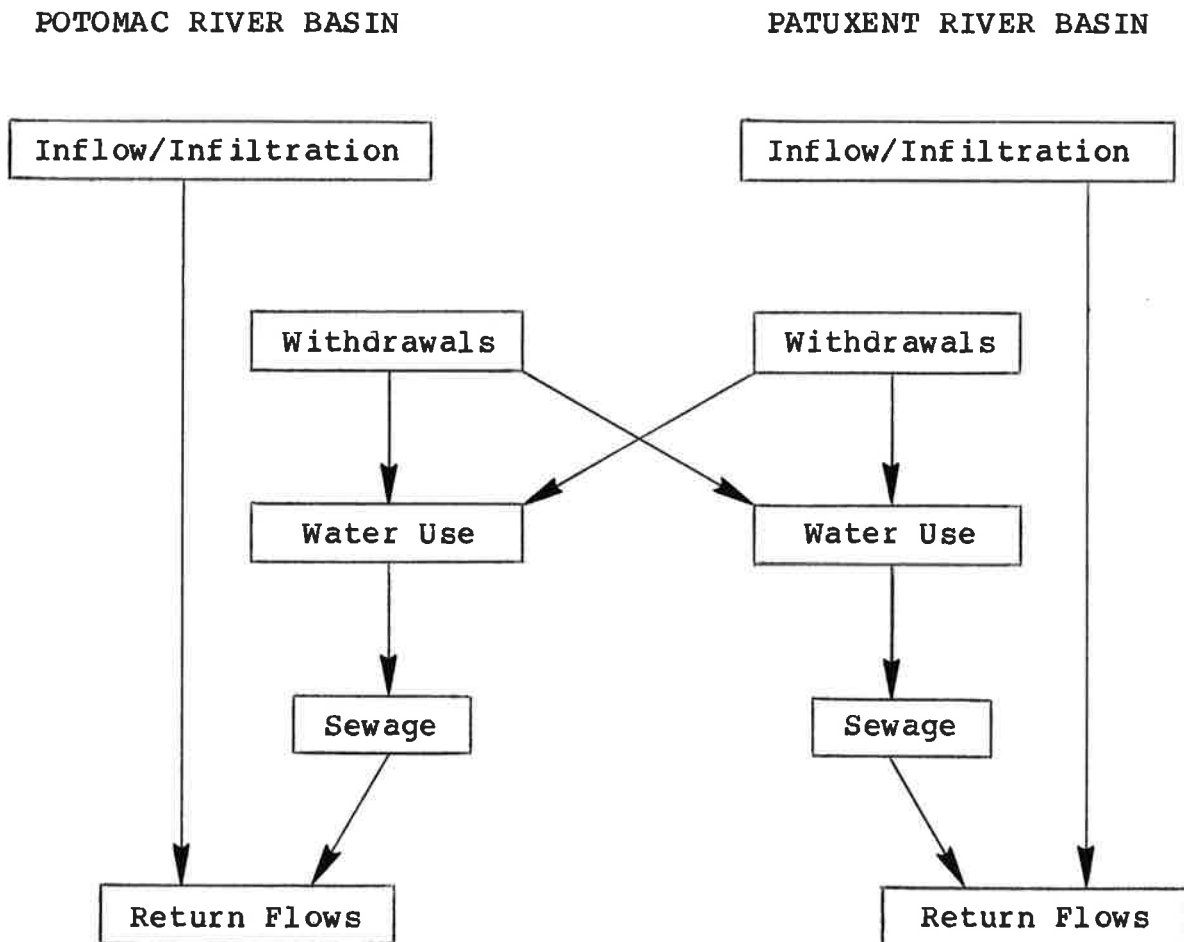 POTOMAC RIVER BASIN
PATUXENT RIVER BASIN
Inflow/Infiltration
Inflow/Infiltration
Withdrawals
Withdrawals
Water Use
Water Use
Sewage
Sewage
Return Flows
Return Flows